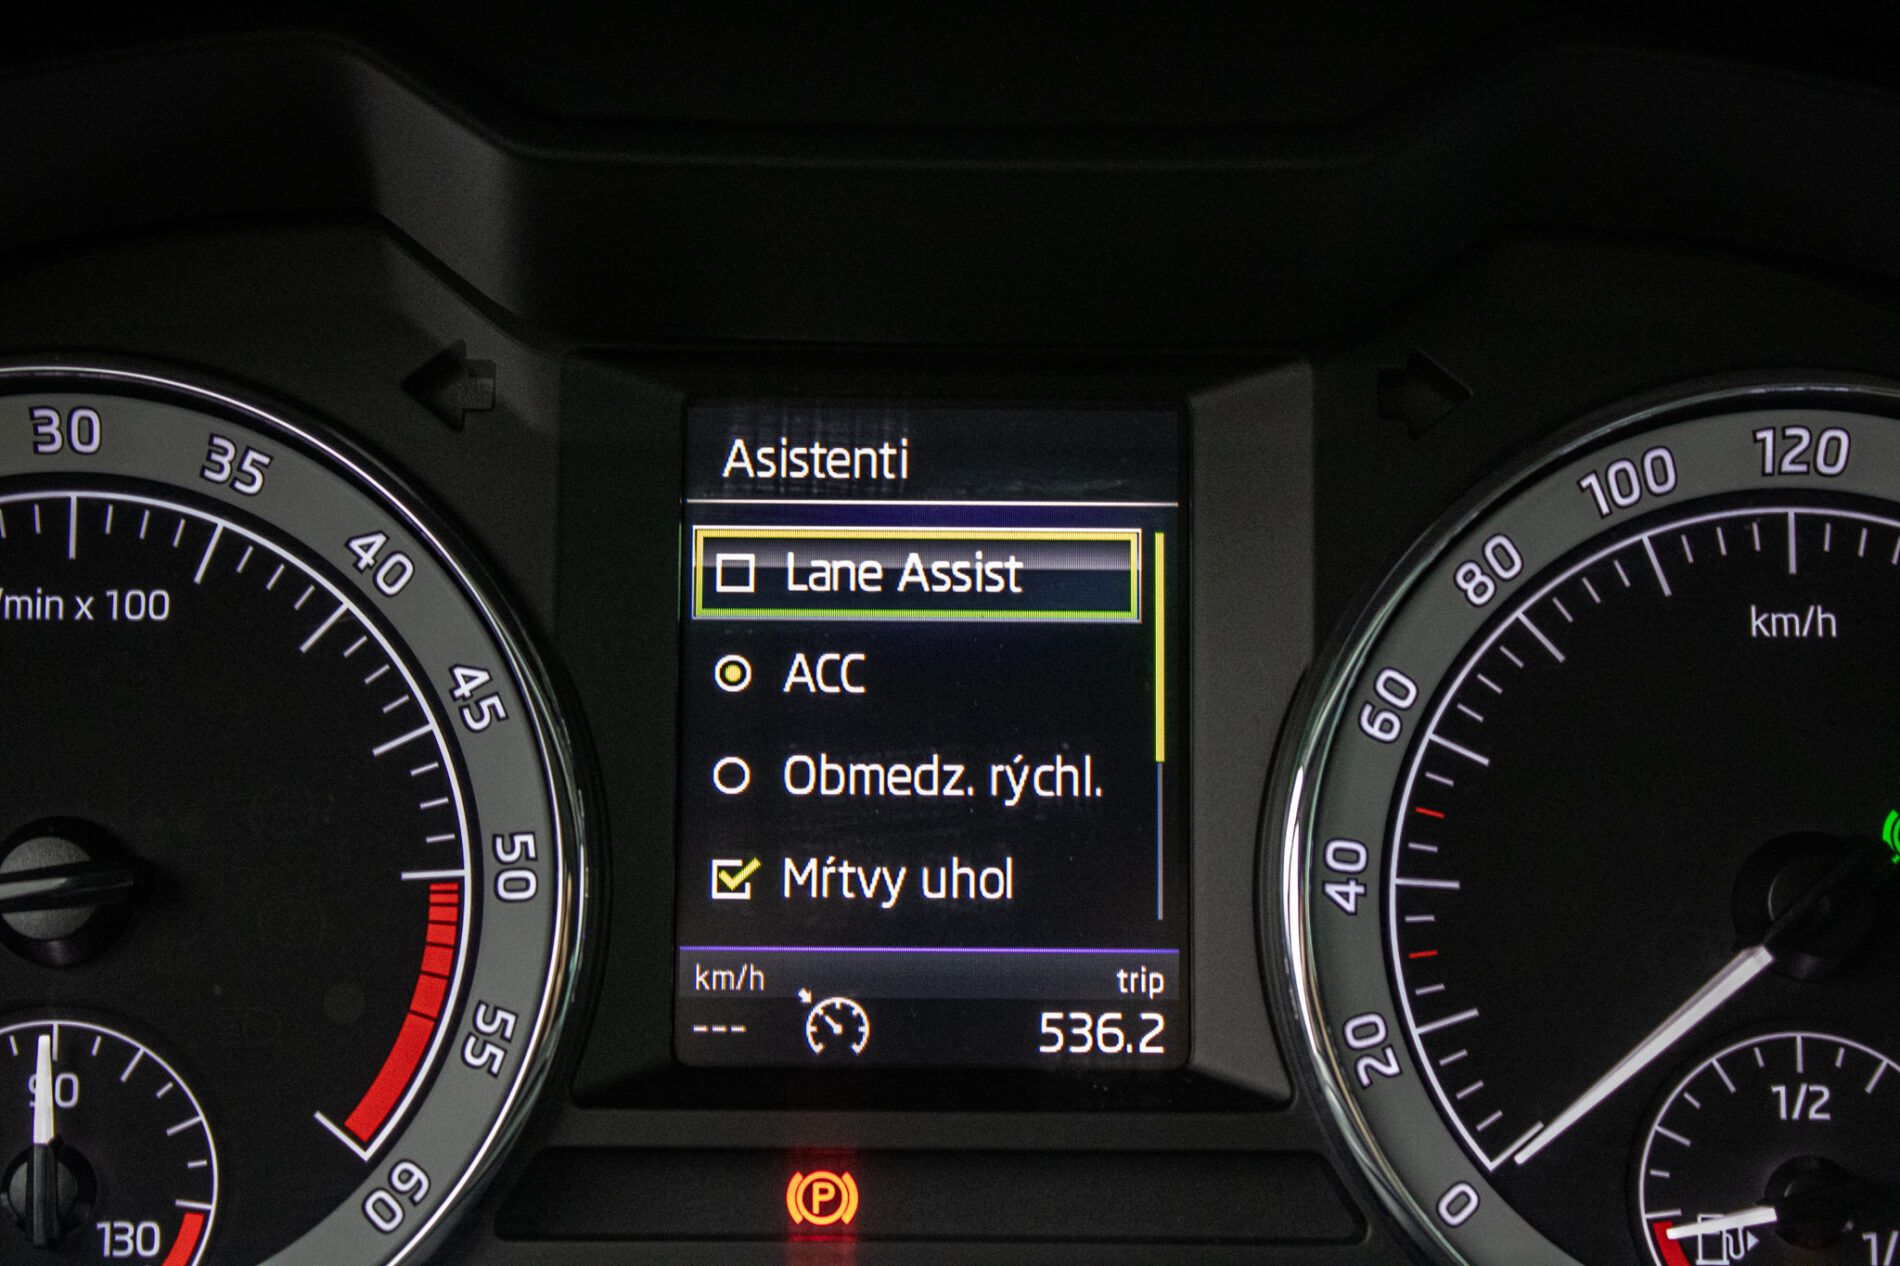 Asistenti
Lane Assist
ACC
Obmedz. rýchl.
Mŕtvy uhol
km/h
trip
---
536.2
30
35
40
45
50
55
60
/min x 100
90
130
P
120
100
80
60
40
20
0
km/h
1/2